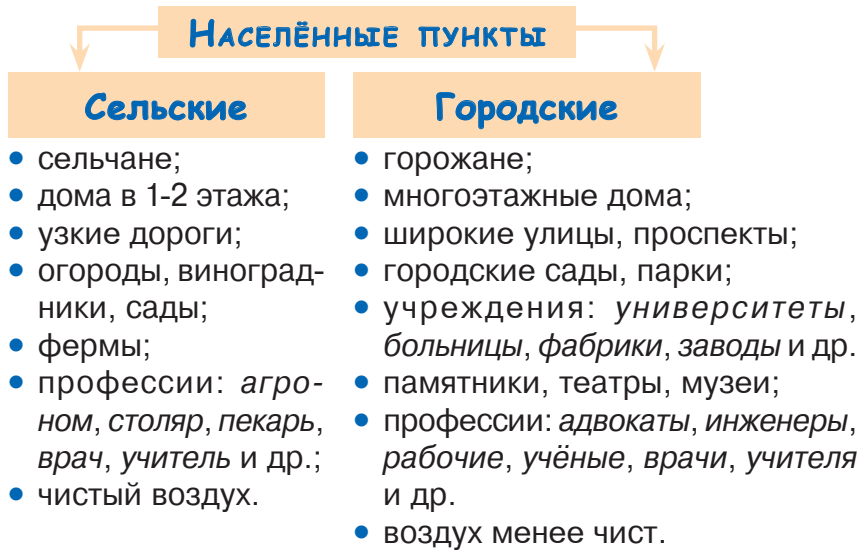 Населённые пункты
Сельские
• сельчане;
• дома в 1-2 этажа;
• узкие дороги;
• огороды, виноград-
ники, сады;
• фермы;
• профессии: агро-
ном, столяр, пекарь,
врач, учитель и др.;
• чистый воздух.
Городские
• горожане;
• многоэтажные дома;
• широкие улицы, проспекты;
• городские сады, парки;
• учреждения: университеты,
больницы, фабрики, заводы и др.
• памятники, театры, музеи;
• профессии: адвокаты, инженеры,
рабочие, учёные, врачи, учителя
и др.
• воздух менее чист.